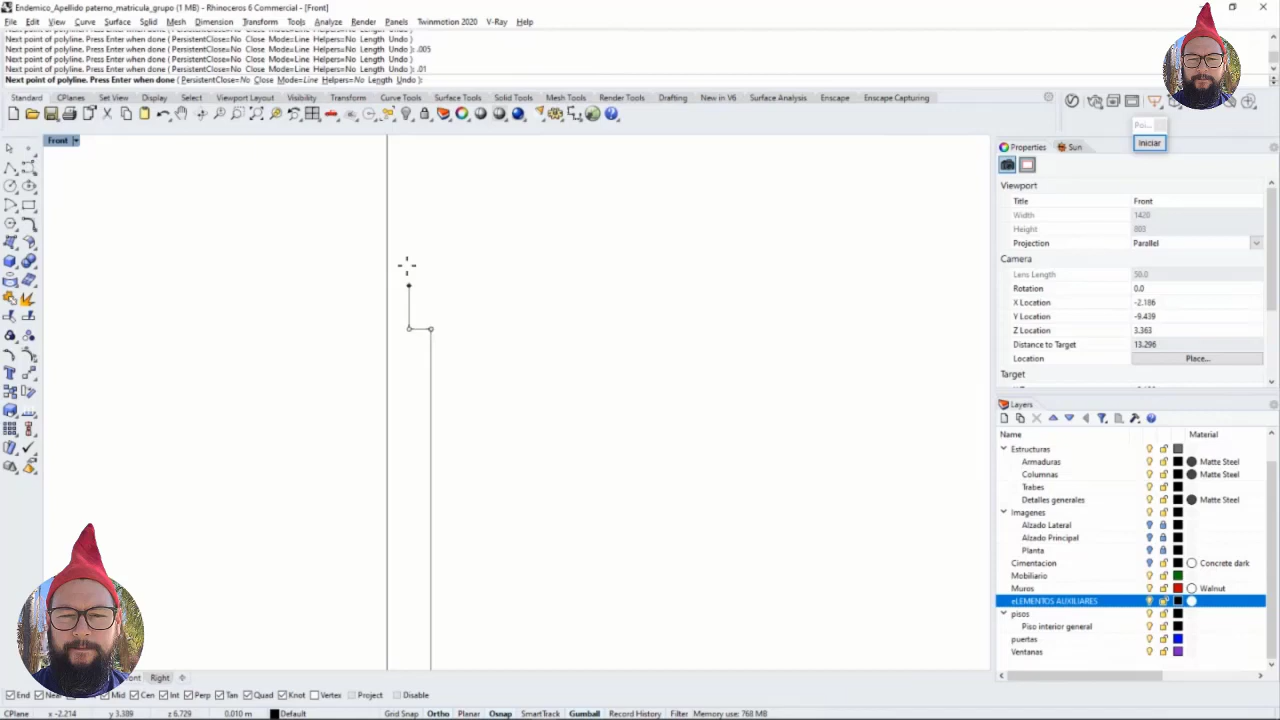 Endemico_Apellido paterno_matricula_grupo (1 MB) - Rhinoceros 6 Commercial - [Front]
File Edit View Curve Surface Solid Mesh Dimension Transform Tools Analyze Render Panels Twinmotion 2020 V-Ray Help
Next point of polyline. Press Enter when done ( PersistentClose=No Close Mode=Line Helpers=No Length Undo )
Next point of polyline. Press Enter when done ( PersistentClose=No Close Mode=Line Helpers=No Length Undo ): .005
Next point of polyline. Press Enter when done ( PersistentClose=No Close Mode=Line Helpers=No Length Undo )
Next point of polyline. Press Enter when done ( PersistentClose=No Close Mode=Line Helpers=No Length Undo ): .01
Next point of polyline. Press Enter when done ( PersistentClose=No Close Mode=Line Helpers=No Length Undo ):
Standard CPlanes Set View Display Select Viewport Layout Visibility Transform Curve Tools Surface Tools Solid Tools Mesh Tools Render Tools Drafting New in V6 Surface Analysis Enscape Enscape Capturing
Poi...
Iniciar
Front
Properties Sun
Viewport
Title Front
Width 1420
Height 803
Projection Parallel
Camera
Lens Length 50.0
Rotation 0.0
X Location -2.186
Y Location -9.439
Z Location 3.363
Distance to Target 13.296
Location Place...
Target
Layers
Name Material
Estructuras
Armaduras Matte Steel
Columnas Matte Steel
Trabes
Detalles generales Matte Steel
Imagenes
Alzado Lateral
Alzado Principal
Planta
Cimentacion Concrete dark
Mobiliario
Muros Walnut
eLEMENTOS AUXILIARES
pisos
Piso interior general
puertas
Ventanas
Right
End Mid Cen Int Perp Tan Quad Knot Vertex Project Disable
CPlane x -2.214 y 3.389 z 6.729 0.010 m Default Grid Snap Ortho Planar Osnap SmartTrack Gumball Record History Filter Memory use: 768 MB